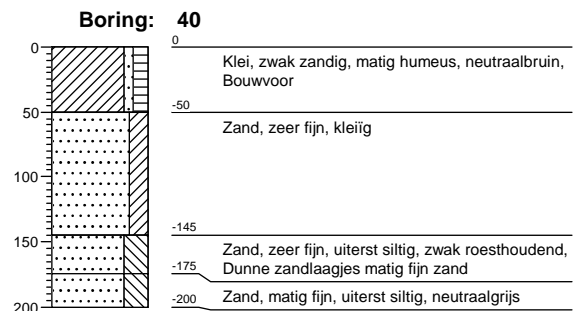 Boring: 40
0
0
Klei, zwak zandig, matig humeus, neutraalbruin,
Bouwvoor
50
-50
Zand, zeer fijn, kleiïg
100
-145
150
Zand, zeer fijn, uiterst siltig, zwak roesthoudend,
Dunne zandlaagjes matig fijn zand
-175
Zand, matig fijn, uiterst siltig, neutraalgrijs
200
-200